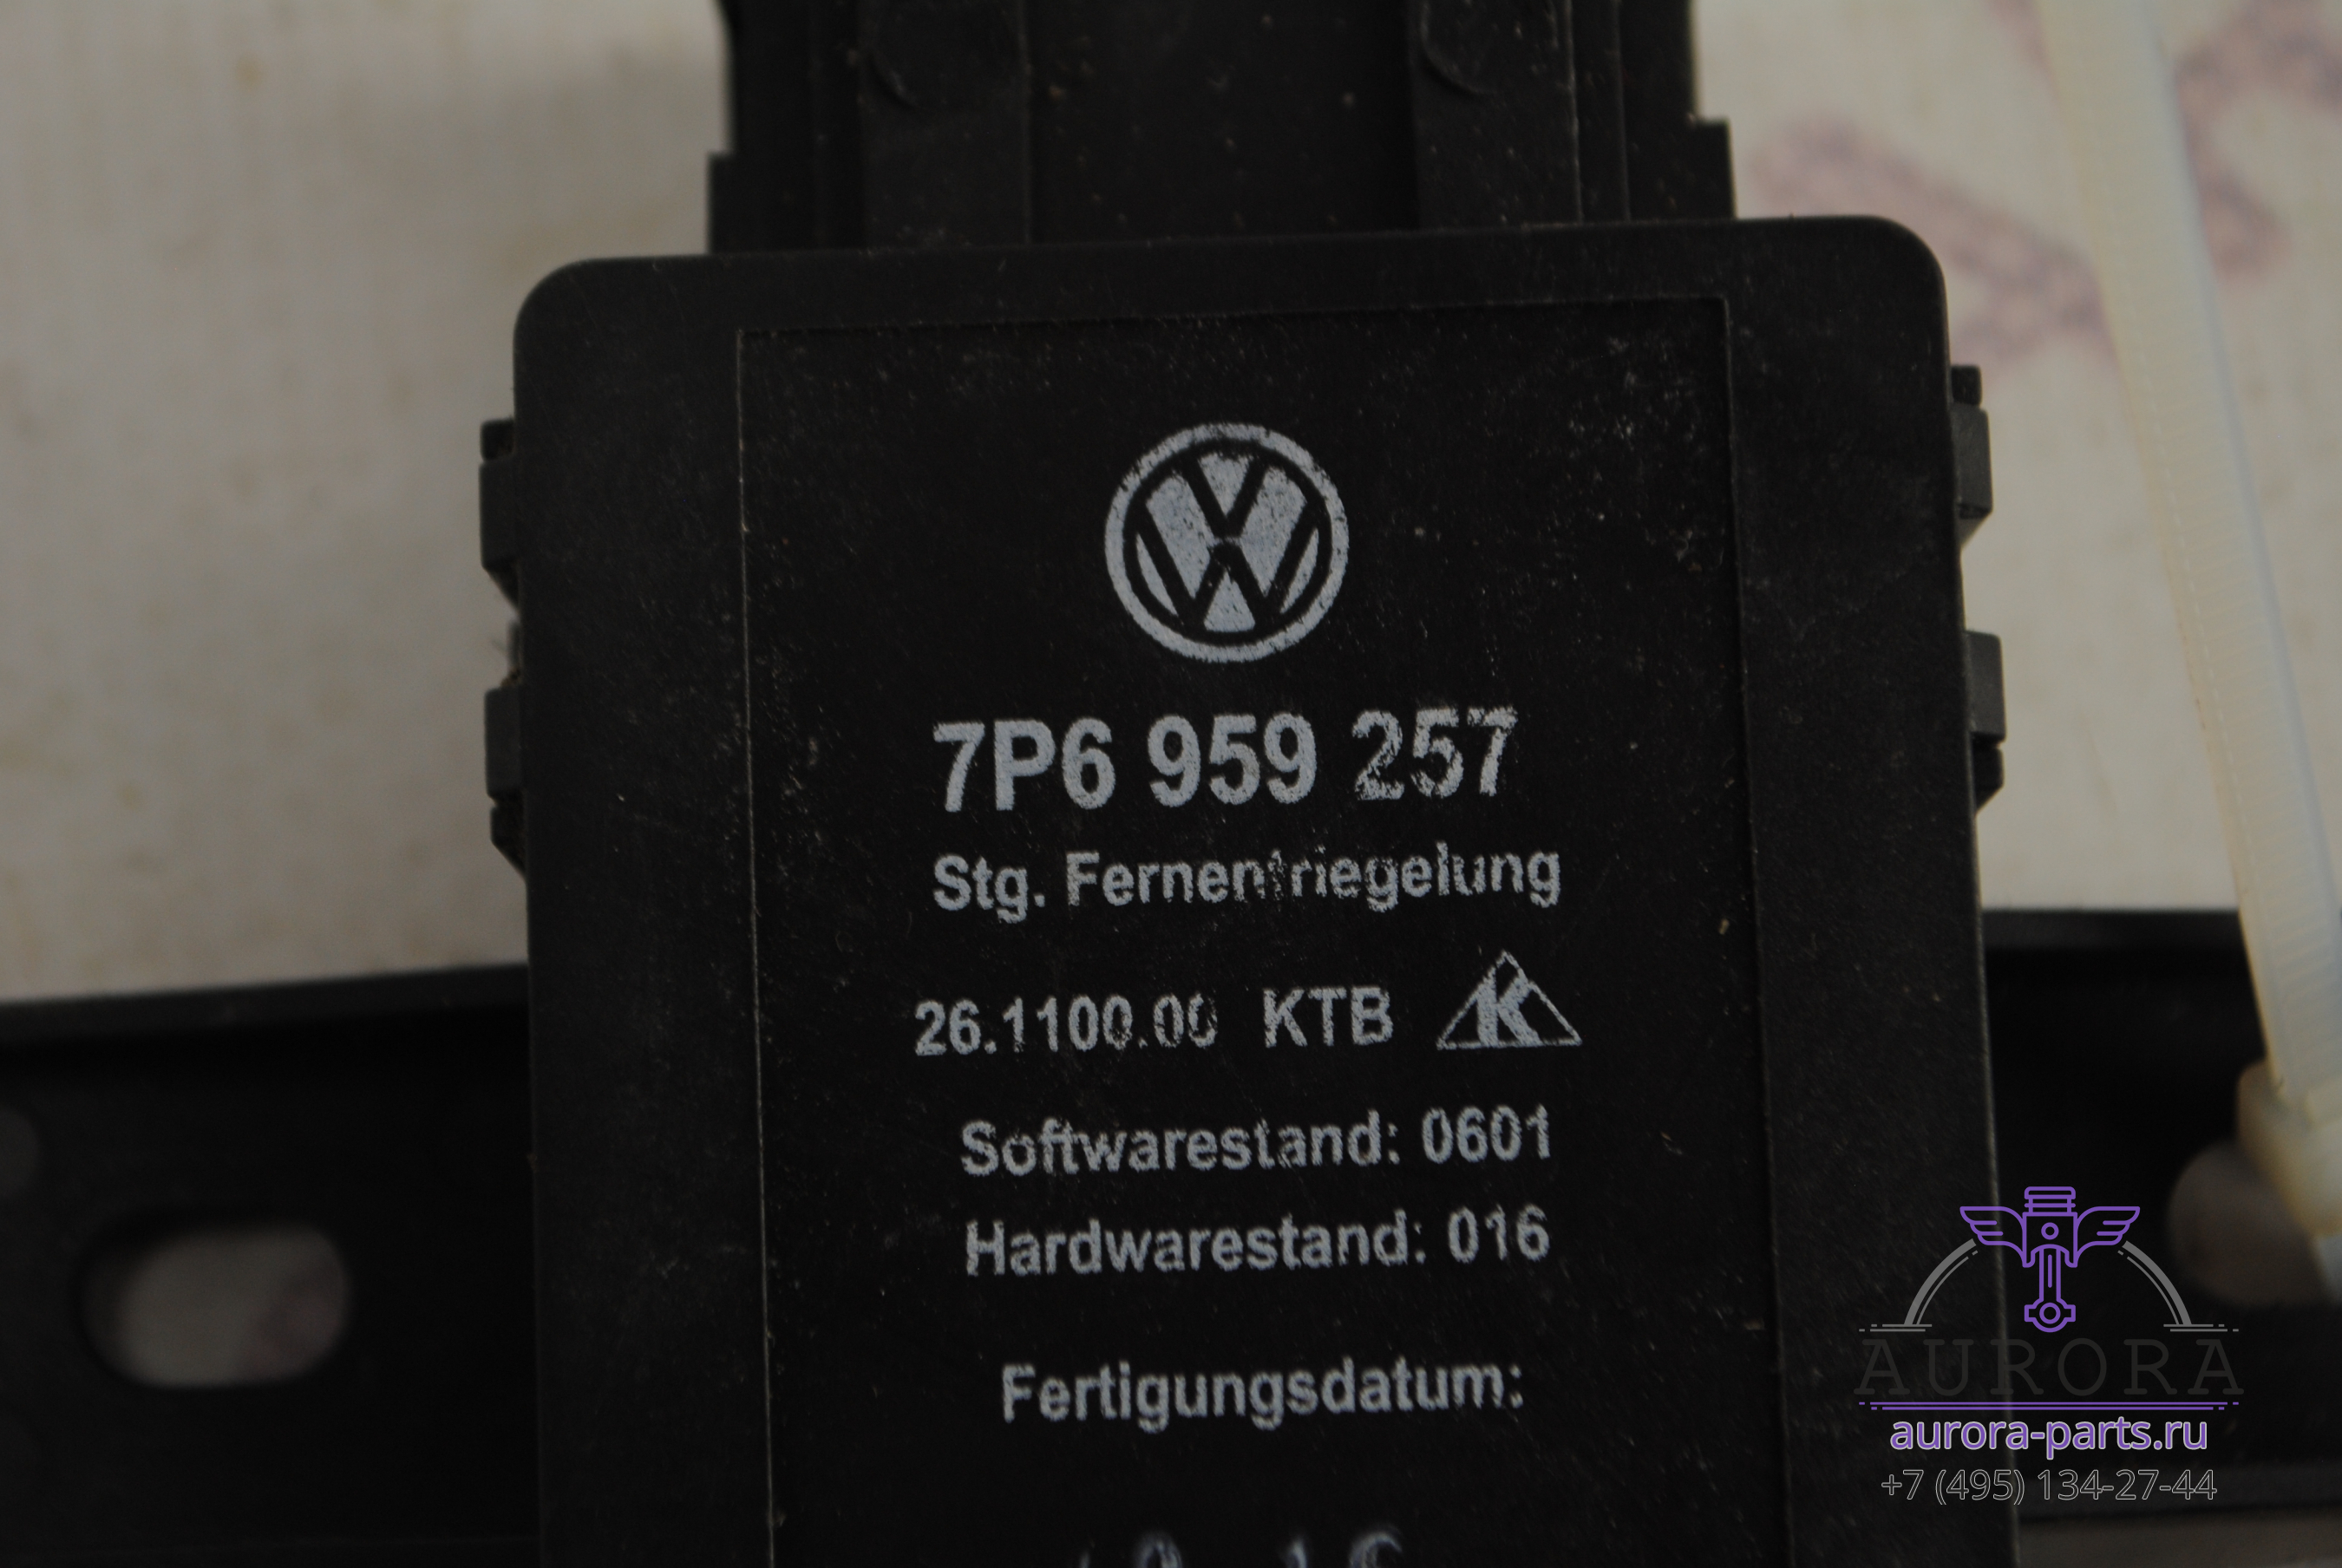 7P6 959 257
Stg. Fernentriegelung
26.1100.00 KTB K
Softwarestand: 0601
Hardwarestand: 016
Fertigungsdatum:
AURORA
aurora-parts.ru
+7 (495) 134-27-44